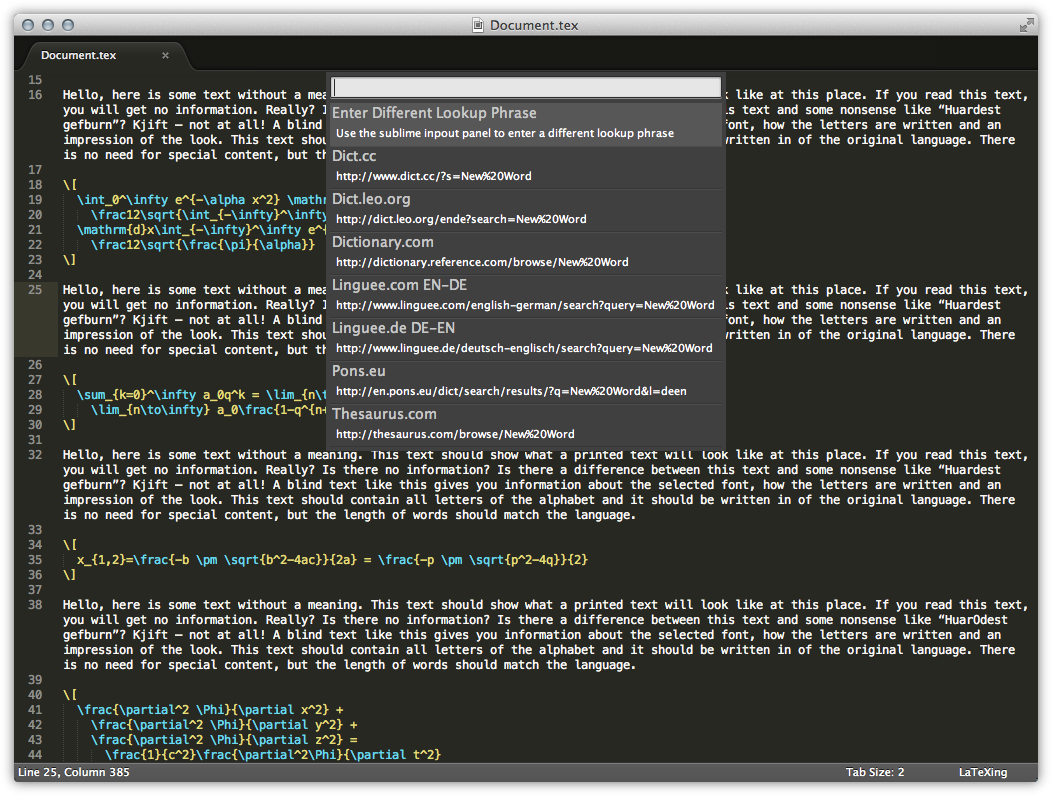 Document.tex
Document.tex
Enter Different Lookup Phrase
Use the sublime inpout panel to enter a different lookup phrase
Dict.cc
http://www.dict.cc/?s=New%20Word
Dict.leo.org
http://dict.leo.org/ende?search=New%20Word
Dictionary.com
http://dictionary.reference.com/browse/New%20Word
Linguee.com EN-DE
http://www.linguee.com/english-german/search?query=New%20Word
Linguee.de DE-EN
http://www.linguee.de/deutsch-englisch/search?query=New%20Word
Pons.eu
http://en.pons.eu/dict/search/results/?q=New%20Word&l=deen
Thesaurus.com
http://thesaurus.com/browse/New%20Word
15
16 Hello, here is some text without a like at this place. If you read this text,
you will get no information. Really? text and some nonsense like “Huardest
gefburn”? Kjift – not at all! A blind font, how the letters are written and an
impression of the look. This text written in of the original language. There
is no need for special content, but
17
18 \[
19 \int_0^\infty e^{-\alpha x^2} \mathr
20 \frac12\sqrt{\int_{-\infty}^\infty
21 \mathrm{d}x\int_{-\infty}^\infty e^{
22 \frac12\sqrt{\frac{\pi}{\alpha}}
23 \]
24
25 Hello, here is some text without a like at this place. If you read this text,
you will get no information. Really? text and some nonsense like “Huardest
gefburn”? Kjift – not at all! A blind font, how the letters are written and an
impression of the look. This text written in of the original language. There
is no need for special content, but
26
27 \[
28 \sum_{k=0}^\infty a_0q^k = \lim_{n\t
29 \lim_{n\to\infty} a_0\frac{1-q^{n+
30 \]
31
32 Hello, here is some text without a meaning. This text should show what a printed text will look like at this place. If you read this text,
you will get no information. Really? Is there no information? Is there a difference between this text and some nonsense like “Huardest
gefburn”? Kjift – not at all! A blind text like this gives you information about the selected font, how the letters are written and an
impression of the look. This text should contain all letters of the alphabet and it should be written in of the original language. There
is no need for special content, but the length of words should match the language.
33
34 \[
35 x_{1,2}=\frac{-b \pm \sqrt{b^2-4ac}}{2a} = \frac{-p \pm \sqrt{p^2-4q}}{2}
36 \]
37
38 Hello, here is some text without a meaning. This text should show what a printed text will look like at this place. If you read this text,
you will get no information. Really? Is there no information? Is there a difference between this text and some nonsense like “HuarOdest
gefburn”? Kjift – not at all! A blind text like this gives you information about the selected font, how the letters are written and an
impression of the look. This text should contain all letters of the alphabet and it should be written in of the original language. There
is no need for special content, but the length of words should match the language.
39
40 \[
41 \frac{\partial^2 \Phi}{\partial x^2} +
42 \frac{\partial^2 \Phi}{\partial y^2} +
43 \frac{\partial^2 \Phi}{\partial z^2} =
44 \frac{1}{c^2}\frac{\partial^2\Phi}{\partial t^2}
Line 25, Column 385 Tab Size: 2 LaTeXing